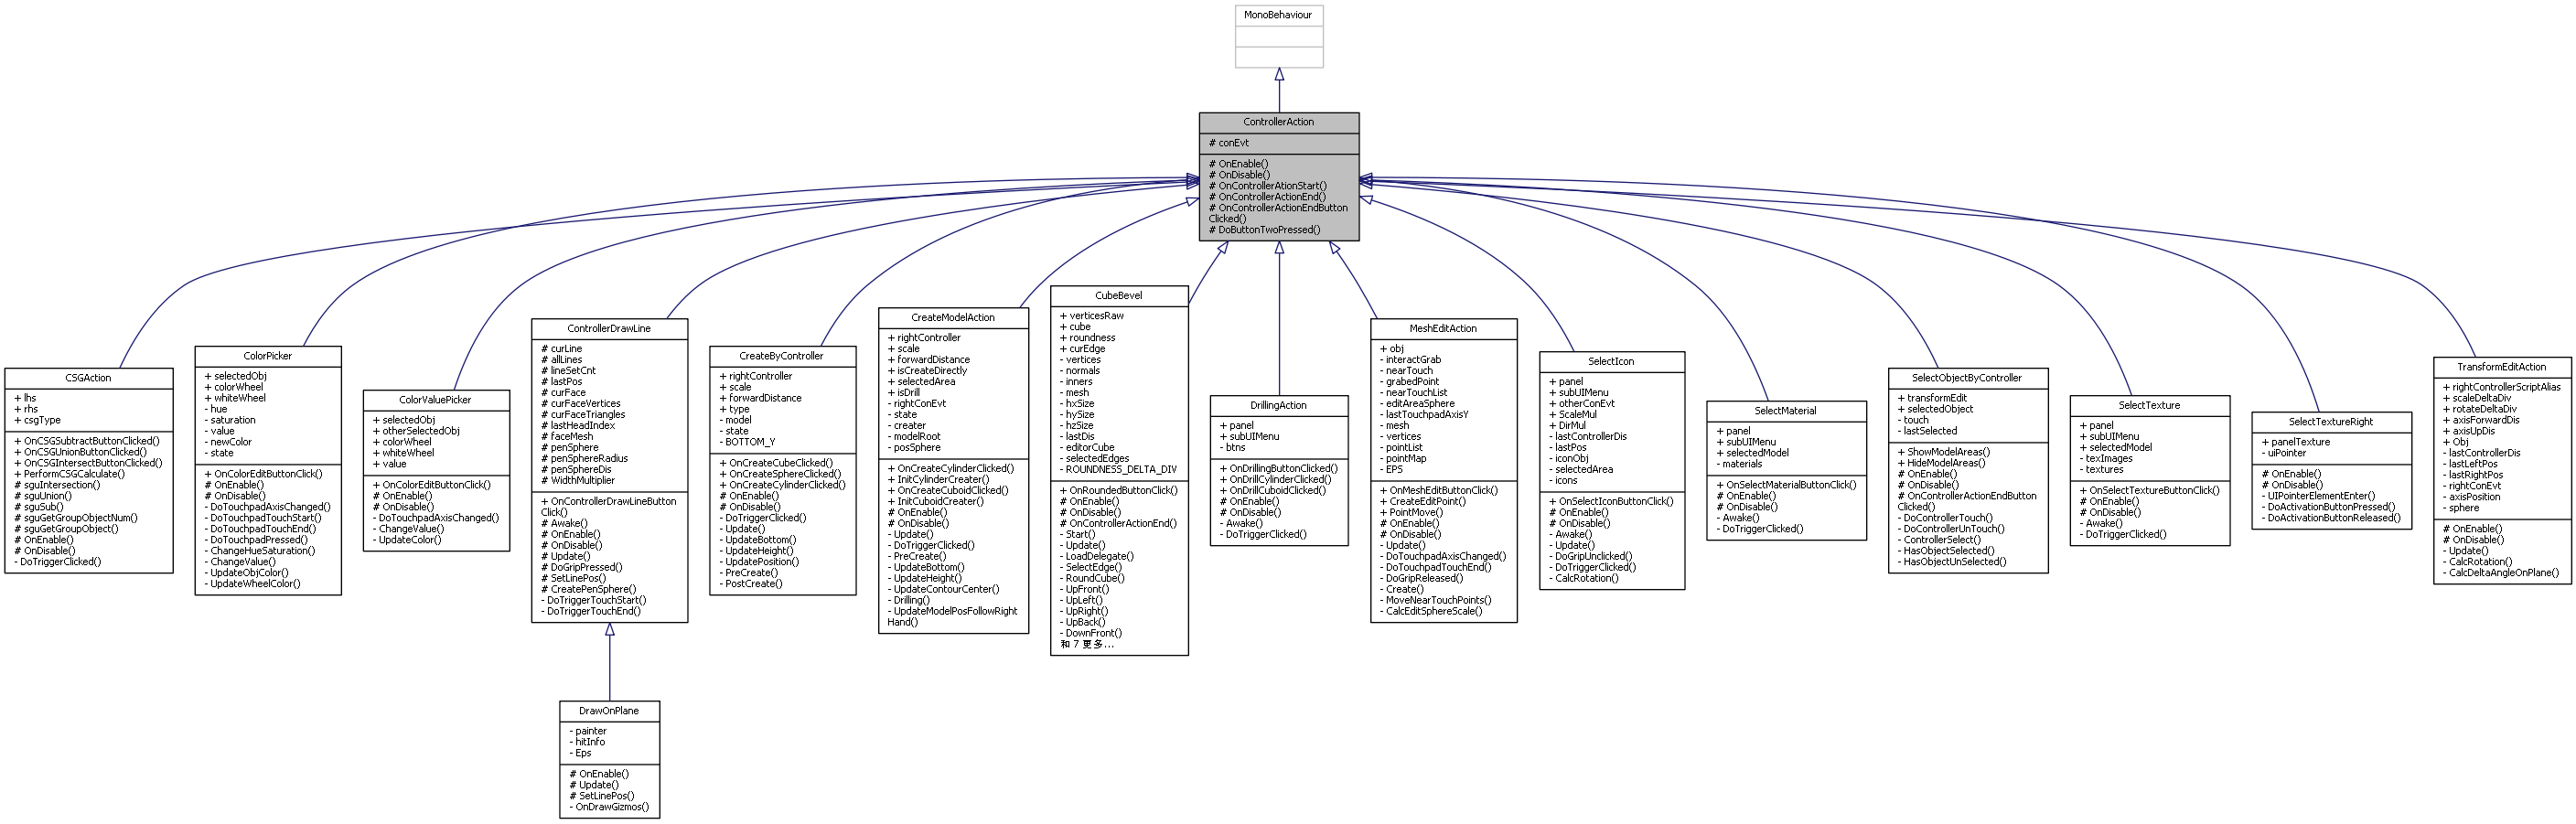 MonoBehaviour
ControllerAction
# conEvt
# OnEnable()
# OnDisable()
# OnControllerAtionStart()
# OnControllerActionEnd()
# OnControllerActionEndButton
Clicked()
# DoButtonTwoPressed()
CSGAction
+ lhs
+ rhs
+ csgType
+ OnCSGSubtractButtonClicked()
+ OnCSGUnionButtonClicked()
+ OnCSGIntersectButtonClicked()
+ PerformCSGCalculate()
# sguIntersection()
# sguUnion()
# sguSub()
# sguGetGroupObjectNum()
# sguGetGroupObject()
# OnEnable()
# OnDisable()
- DoTriggerClicked()
ColorPicker
+ selectedObj
+ colorWheel
+ whiteWheel
- hue
- saturation
- value
- newColor
- state
+ OnColorEditButtonClick()
# OnEnable()
# OnDisable()
- DoTouchpadAxisChanged()
- DoTouchpadTouchStart()
- DoTouchpadTouchEnd()
- DoTouchpadPressed()
- ChangeHueSaturation()
- ChangeValue()
- UpdateObjColor()
- UpdateWheelColor()
ColorValuePicker
+ selectedObj
+ otherSelectedObj
+ colorWheel
+ whiteWheel
+ value
+ OnColorEditButtonClick()
# OnEnable()
# OnDisable()
- DoTouchpadAxisChanged()
- ChangeValue()
- UpdateColor()
ControllerDrawLine
# curLine
# allLines
# lineSetCnt
# lastPos
# curFace
# curFaceVertices
# curFaceTriangles
# lastHeadIndex
# faceMesh
# penSphere
# penSphereRadius
# penSphereDis
# WidthMultiplier
+ OnControllerDrawLineButton
Click()
# Awake()
# OnEnable()
# OnDisable()
# Update()
# DoGripPressed()
# SetLinePos()
# CreatePenSphere()
- DoTriggerTouchStart()
- DoTriggerTouchEnd()
CreateByController
+ rightController
+ scale
+ forwardDistance
+ type
- model
- state
- BOTTOM_Y
+ OnCreateCubeClicked()
+ OnCreateSphereClicked()
+ OnCreateCylinderClicked()
# OnEnable()
# OnDisable()
- DoTriggerClicked()
- Update()
- UpdateBottom()
- UpdateHeight()
- UpdatePosition()
- PreCreate()
- PostCreate()
CreateModelAction
+ rightController
+ scale
+ forwardDistance
+ isCreateDirectly
+ selectedArea
+ isDrill
- rightConEvt
- state
- creater
- modelRoot
- posSphere
+ OnCreateCylinderClicked()
+ InitCylinderCreater()
+ OnCreateCuboidClicked()
+ InitCuboidCreater()
# OnEnable()
# OnDisable()
- Update()
- DoTriggerClicked()
- PreCreate()
- UpdateBottom()
- UpdateHeight()
- UpdateContourCenter()
- Drilling()
- UpdateModelPosFollowRight
Hand()
CubeBevel
+ verticesRaw
+ cube
+ roundness
+ curEdge
- vertices
- normals
- inners
- mesh
- hxSize
- hySize
- hzSize
- lastDis
- editorCube
- selectedEdges
- ROUNDNESS_DELTA_DIV
+ OnRoundedButtonClick()
# OnEnable()
# OnDisable()
# OnControllerActionEnd()
- Start()
- Update()
- LoadDelegate()
- SelectEdge()
- RoundCube()
- UpFront()
- UpLeft()
- UpRight()
- UpBack()
- DownFront()
和 7 更多...
DrillingAction
+ panel
+ subUIMenu
- btns
+ OnDrillingButtonClicked()
+ OnDrillCylinderClicked()
+ OnDrillCuboidClicked()
# OnEnable()
# OnDisable()
- Awake()
- DoTriggerClicked()
MeshEditAction
+ obj
- interactGrab
- nearTouch
- grabedPoint
- nearTouchList
- editAreaSphere
- lastTouchpadAxisY
- mesh
- vertices
- pointList
- pointMap
- EPS
+ OnMeshEditButtonClick()
+ CreateEditPoint()
+ PointMove()
# OnEnable()
# OnDisable()
- Update()
- DoTouchpadAxisChanged()
- DoTouchpadTouchEnd()
- DoGripReleased()
- Create()
- MoveNearTouchPoints()
- CalcEditSphereScale()
SelectIcon
+ panel
+ subUIMenu
+ otherConEvt
+ ScaleMul
+ DirMul
- lastControllerDis
- lastPos
- iconObj
- selectedArea
- icons
+ OnSelectIconButtonClick()
# OnEnable()
# OnDisable()
- Awake()
- Update()
- DoGripUnclicked()
- DoTriggerClicked()
- CalcRotation()
SelectMaterial
+ panel
+ subUIMenu
+ selectedModel
- materials
+ OnSelectMaterialButtonClick()
# OnEnable()
# OnDisable()
- Awake()
- DoTriggerClicked()
SelectObjectByController
+ transformEdit
+ selectedObject
- touch
- lastSelected
+ ShowModelAreas()
+ HideModelAreas()
# OnEnable()
# OnDisable()
# OnControllerActionEndButton
Clicked()
- DoControllerTouch()
- DoControllerUnTouch()
- ControllerSelect()
- HasObjectSelected()
- HasObjectUnSelected()
SelectTexture
+ panel
+ subUIMenu
+ selectedModel
- texImages
- textures
+ OnSelectTextureButtonClick()
# OnEnable()
# OnDisable()
- Awake()
- DoTriggerClicked()
SelectTextureRight
+ panelTexture
- uiPointer
# OnEnable()
# OnDisable()
- UIPointerElementEnter()
- DoActivationButtonPressed()
- DoActivationButtonReleased()
TransformEditAction
+ rightControllerScriptAlias
+ scaleDeltaDiv
+ rotateDeltaDiv
+ axisForwardDis
+ axisUpDis
+ Obj
- lastControllerDis
- lastLeftPos
- lastRightPos
- rightConEvt
- axisPosition
- sphere
# OnEnable()
# OnDisable()
- Update()
- CalcRotation()
- CalcDeltaAngleOnPlane()
DrawOnPlane
- painter
- hitInfo
- Eps
# OnEnable()
# Update()
# SetLinePos()
- OnDrawGizmos()